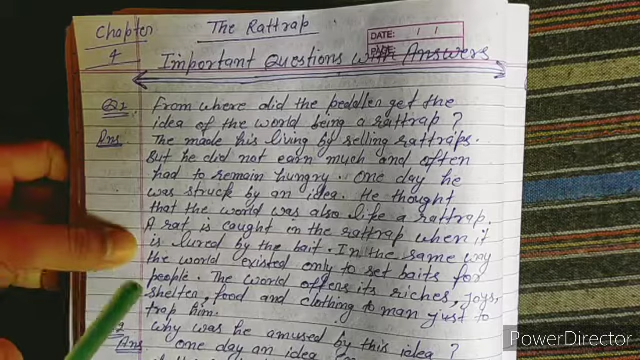 Chapter
4
The Rattrap
DATE:
PAGE:
Important Questions with Answers
Q1. From where did the peddler get the
idea of the world being a rattrap?
Ans The made his living by selling rattraps.
But he did not earn much and often
had to remain hungry. One day he
was struck by an idea. He thought
that the world was also like a rattrap.
A rat is caught in the rattrap when it
is lured by the bait. In the same way
the world existed only to set baits for
people. The world offers its riches, joys,
shelter, food and clothing to man just to
trap him.
2 Why was he amused by this idea?
Ans One day an idea
PowerDirector